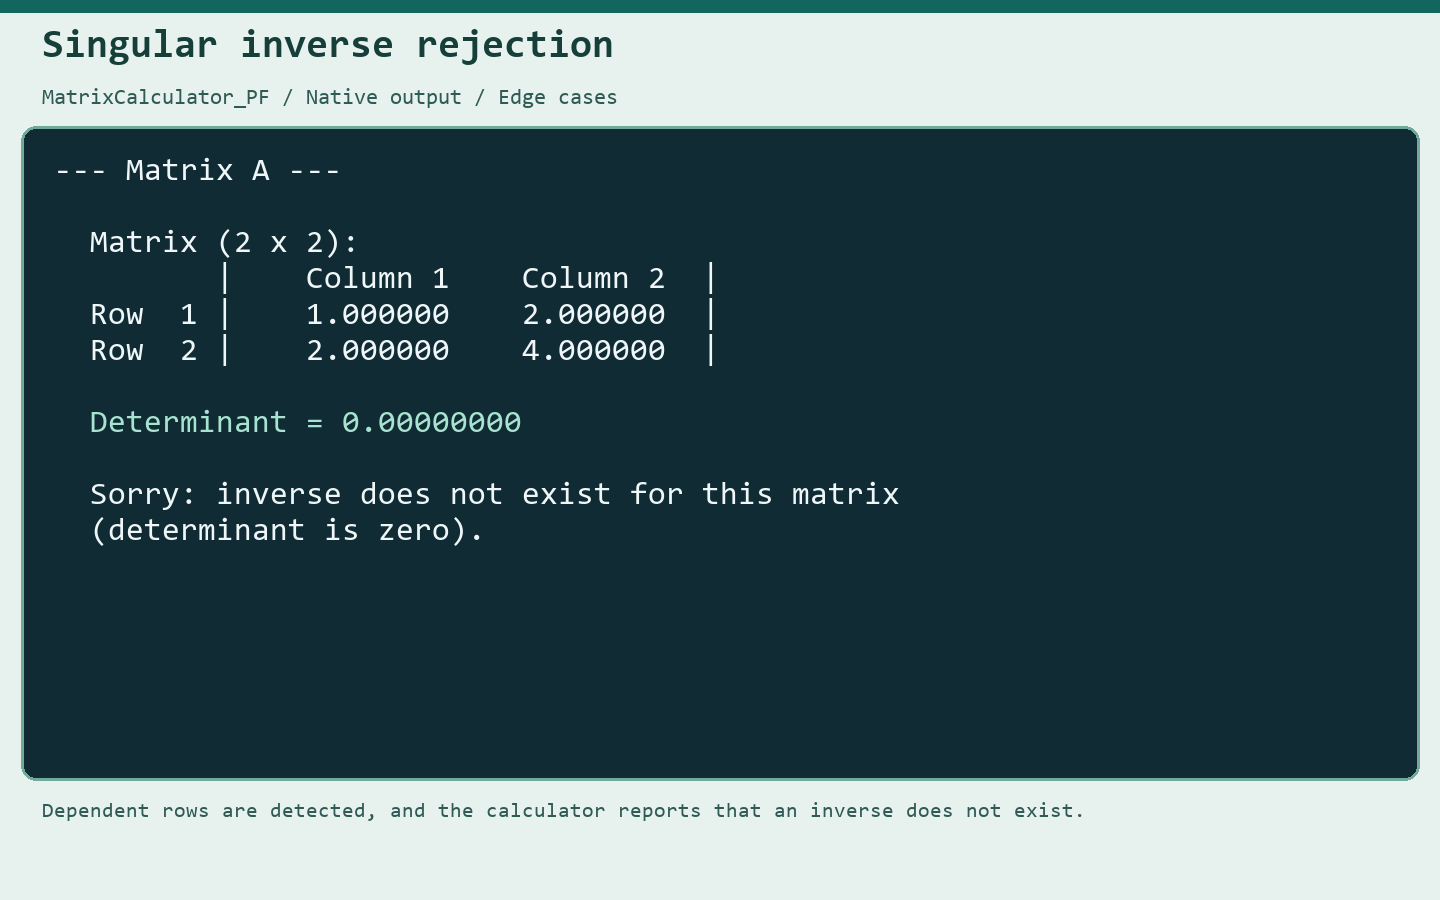 Singular inverse rejection
MatrixCalculator_PF / Native output / Edge cases
--- Matrix A ---
Matrix (2 x 2):
|    Column 1    Column 2  |
Row  1 |    1.000000    2.000000  |
Row  2 |    2.000000    4.000000  |
Determinant = 0.00000000
Sorry: inverse does not exist for this matrix
(determinant is zero).
Dependent rows are detected, and the calculator reports that an inverse does not exist.